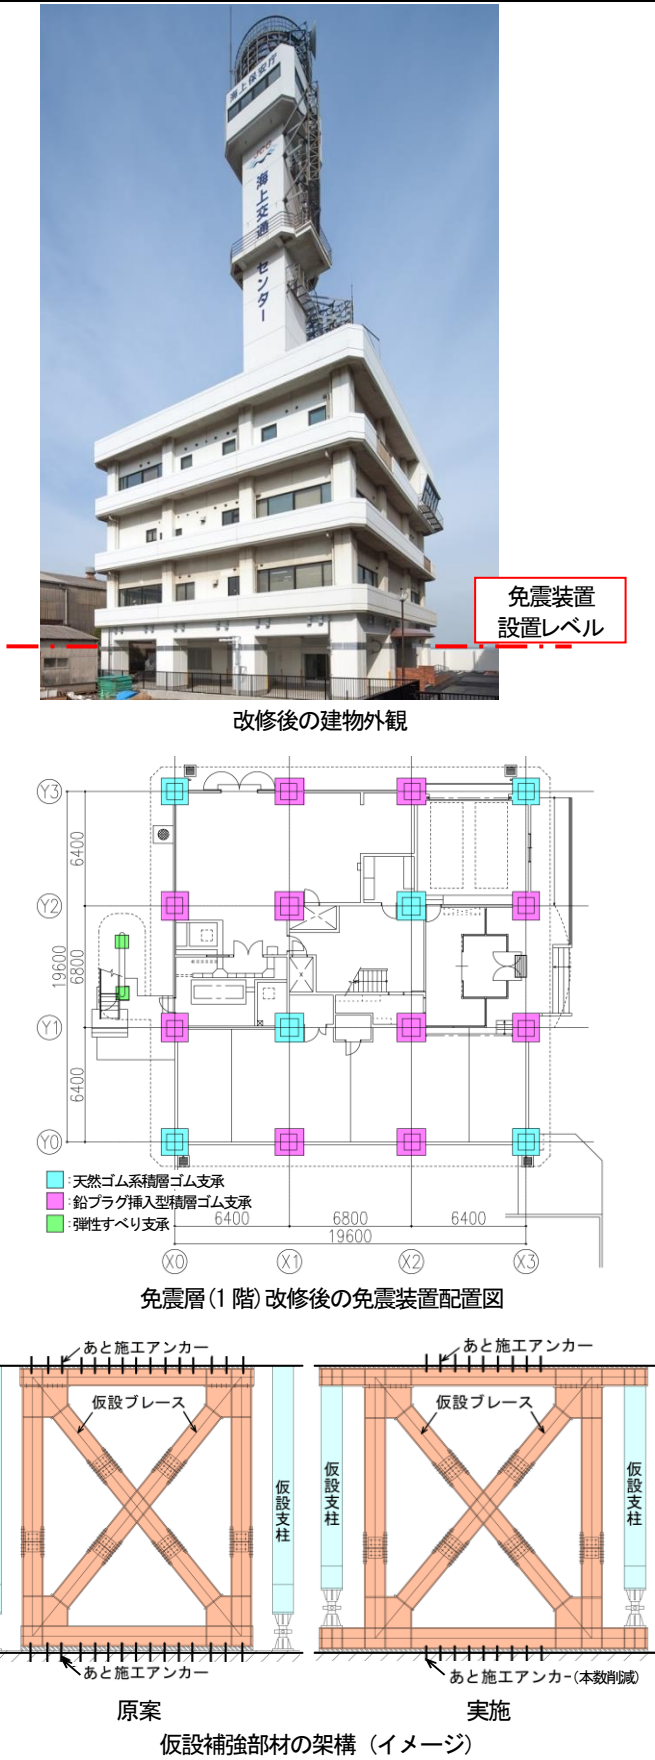 海上保安庁
JCG
海上交通センター
免震装置
設置レベル
改修後の建物外観
Y3
6400
Y2
19600
6800
Y1
6400
Y0
:天然ゴム系積層ゴム支承
:鉛プラグ挿入型積層ゴム支承
:弾性すべり支承
6400
6800
6400
19600
X0
X1
X2
X3
免震層(1階)改修後の免震装置配置図
あと施工アンカー
仮設ブレース
仮設支柱
あと施工アンカー
原案
あと施工アンカー
仮設ブレース
仮設支柱
仮設支柱
あと施工アンカー(本数削減)
実施
仮設補強部材の架構（イメージ）